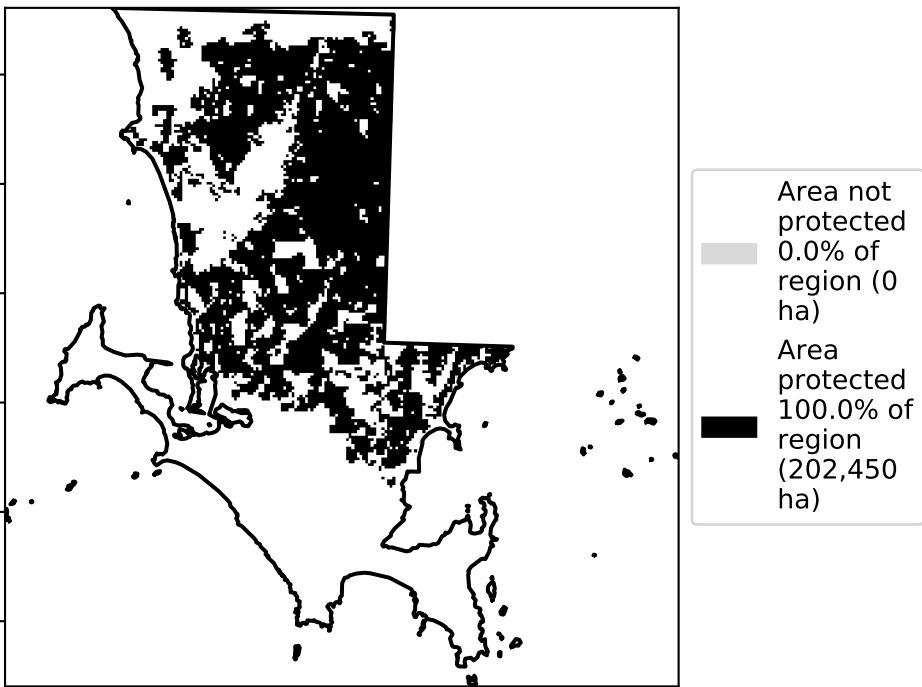 Area not
protected
0.0% of
region (0
ha)
Area
protected
100.0% of
region
(202,450
ha)